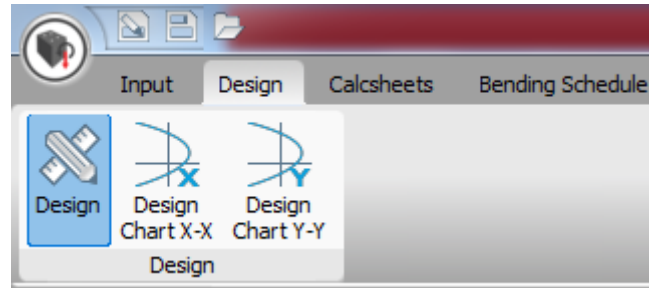 Input Design Calcsheets Bending Schedule
Design Design Design
Chart X-X Chart Y-Y
Design